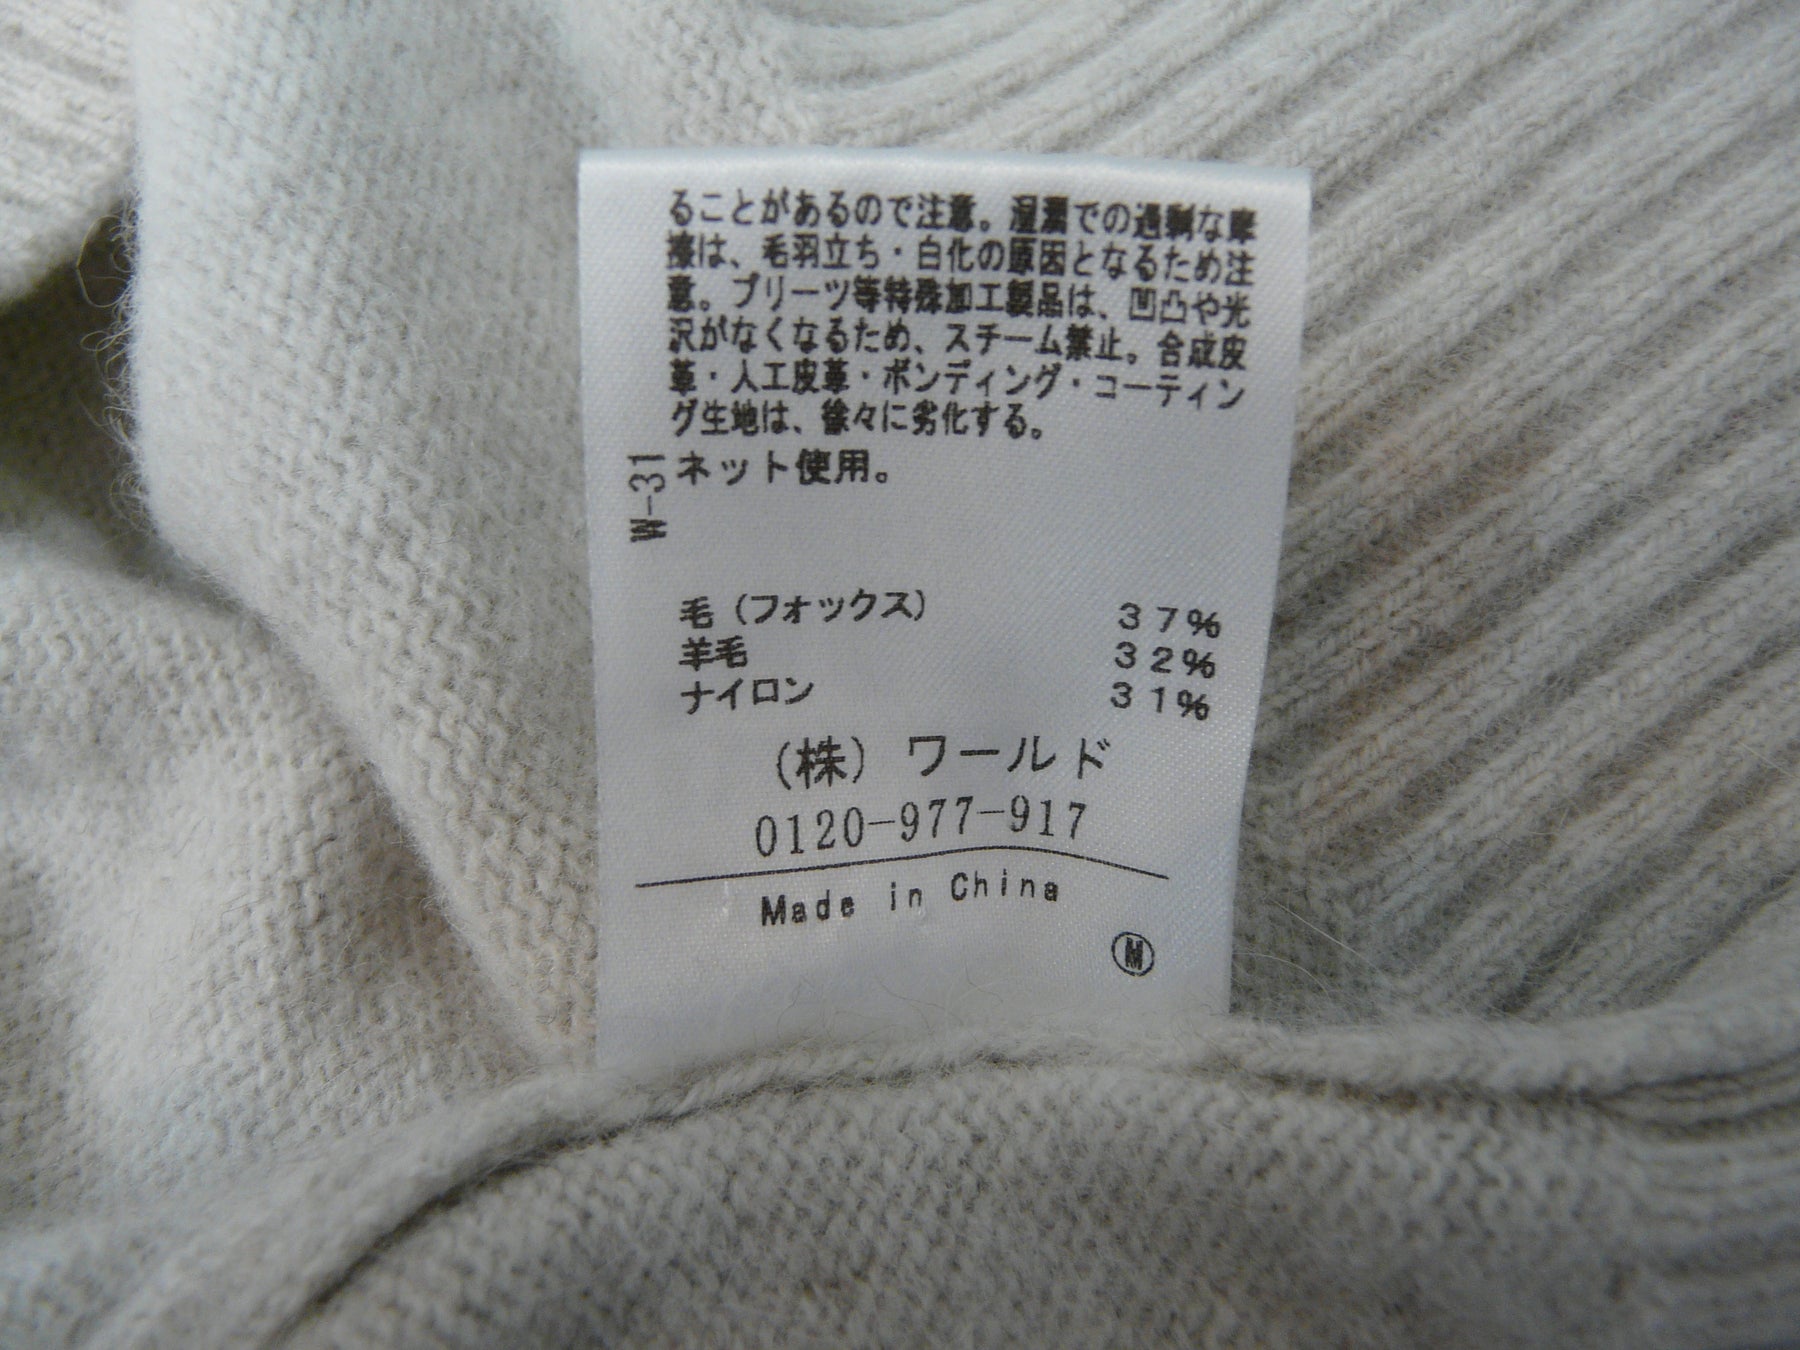 ることがあるので注意。湿潤での過剰な摩
擦は、毛羽立ち・白化の原因となるため注
意。プリーツ等特殊加工製品は、凹凸や光
沢がなくなるため、スチーム禁止。合成皮
革・人工皮革・ボンディング・コーティン
グ生地は、徐々に劣化する。
ネット使用。
W-31
毛（フォックス） 37%
羊毛 32%
ナイロン 31%
（株）ワールド
0120-977-917
Made in China
M